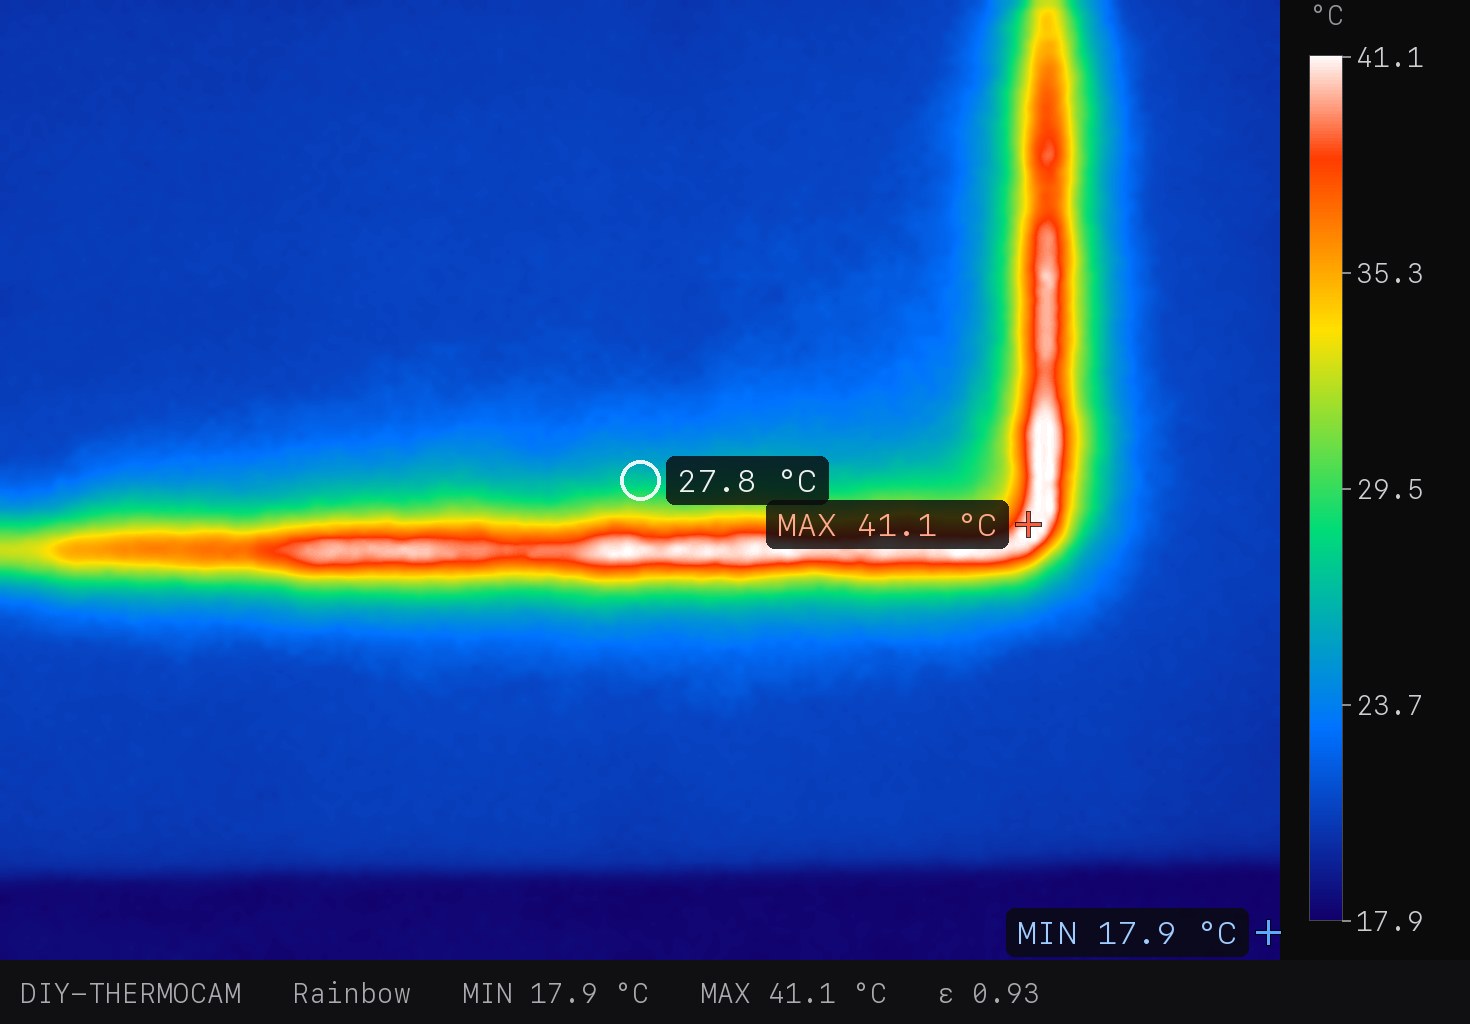 °C
41.1
35.3
29.5
23.7
17.9
27.8 °C
MAX 41.1 °C
MIN 17.9 °C
DIY-THERMOCAM Rainbow MIN 17.9 °C MAX 41.1 °C ε 0.93